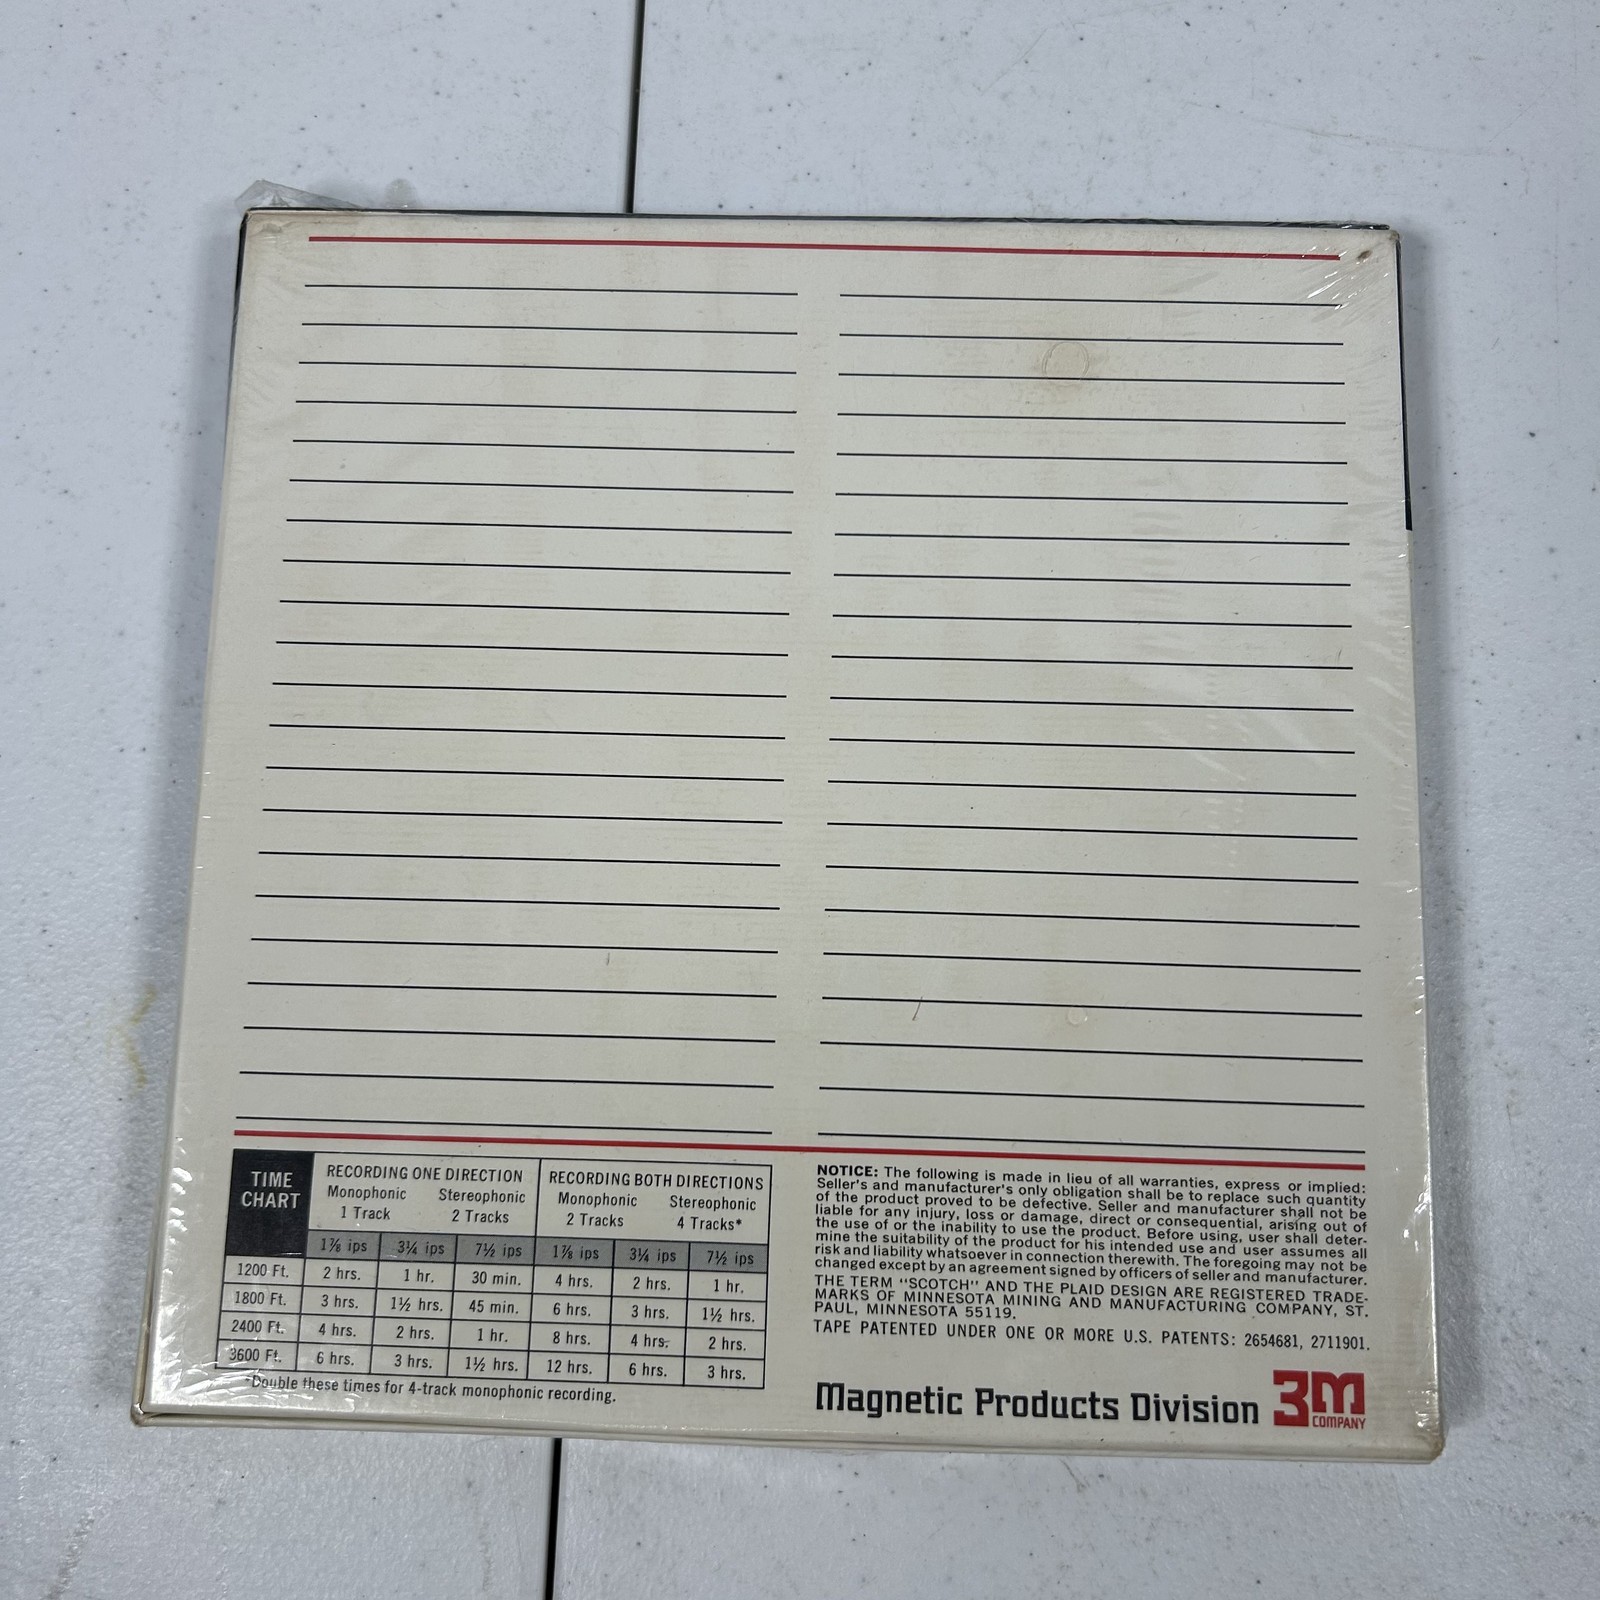 TIME CHART
RECORDING ONE DIRECTION RECORDING BOTH DIRECTIONS
Monophonic Stereophonic Monophonic Stereophonic
1 Track 2 Tracks 2 Tracks 4 Tracks*
1⅞ ips 3¾ ips 7½ ips 1⅞ ips 3¾ ips 7½ ips
1200 Ft. 2 hrs. 1 hr. 30 min. 4 hrs. 2 hrs. 1 hr.
1800 Ft. 3 hrs. 1½ hrs. 45 min. 6 hrs. 3 hrs. 1½ hrs.
2400 Ft. 4 hrs. 2 hrs. 1 hr. 8 hrs. 4 hrs. 2 hrs.
3600 Ft. 6 hrs. 3 hrs. 1½ hrs. 12 hrs. 6 hrs. 3 hrs.
*Double these times for 4-track monophonic recording.
NOTICE: The following is made in lieu of all warranties, express or implied:
Seller's and manufacturer's only obligation shall be to replace such quantity
of the product proved to be defective. Seller and manufacturer shall not be
liable for any injury, loss or damage, direct or consequential, arising out of
the use of or the inability to use the product. Before using, user shall deter-
mine the suitability of the product for his intended use and user assumes all
risk and liability whatsoever in connection therewith. The foregoing may not be
changed except by an agreement signed by officers of seller and manufacturer.
THE TERM "SCOTCH" AND THE PLAID DESIGN ARE REGISTERED TRADE-
MARKS OF MINNESOTA MINING AND MANUFACTURING COMPANY, ST.
PAUL, MINNESOTA 55119.
TAPE PATENTED UNDER ONE OR MORE U.S. PATENTS: 2654681, 2711901.
Magnetic Products Division 3M COMPANY